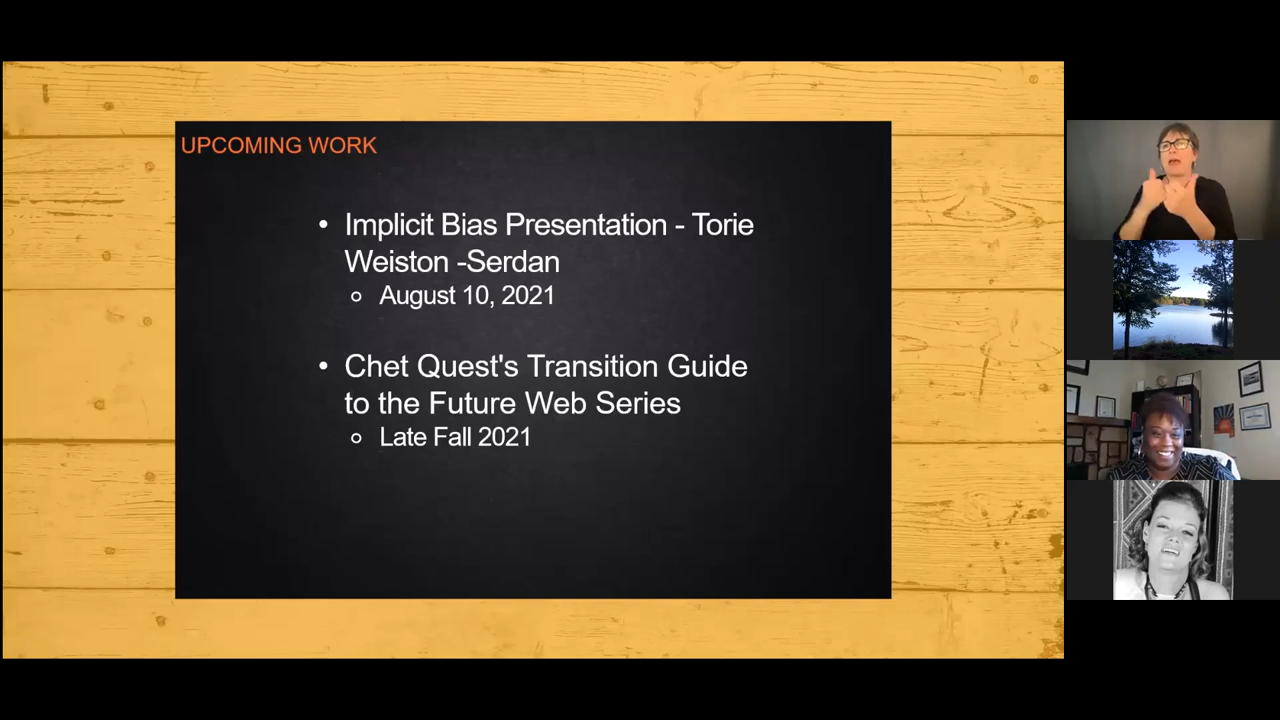 UPCOMING WORK
• Implicit Bias Presentation - Torie
Weiston -Serdan
○ August 10, 2021
• Chet Quest's Transition Guide
to the Future Web Series
○ Late Fall 2021